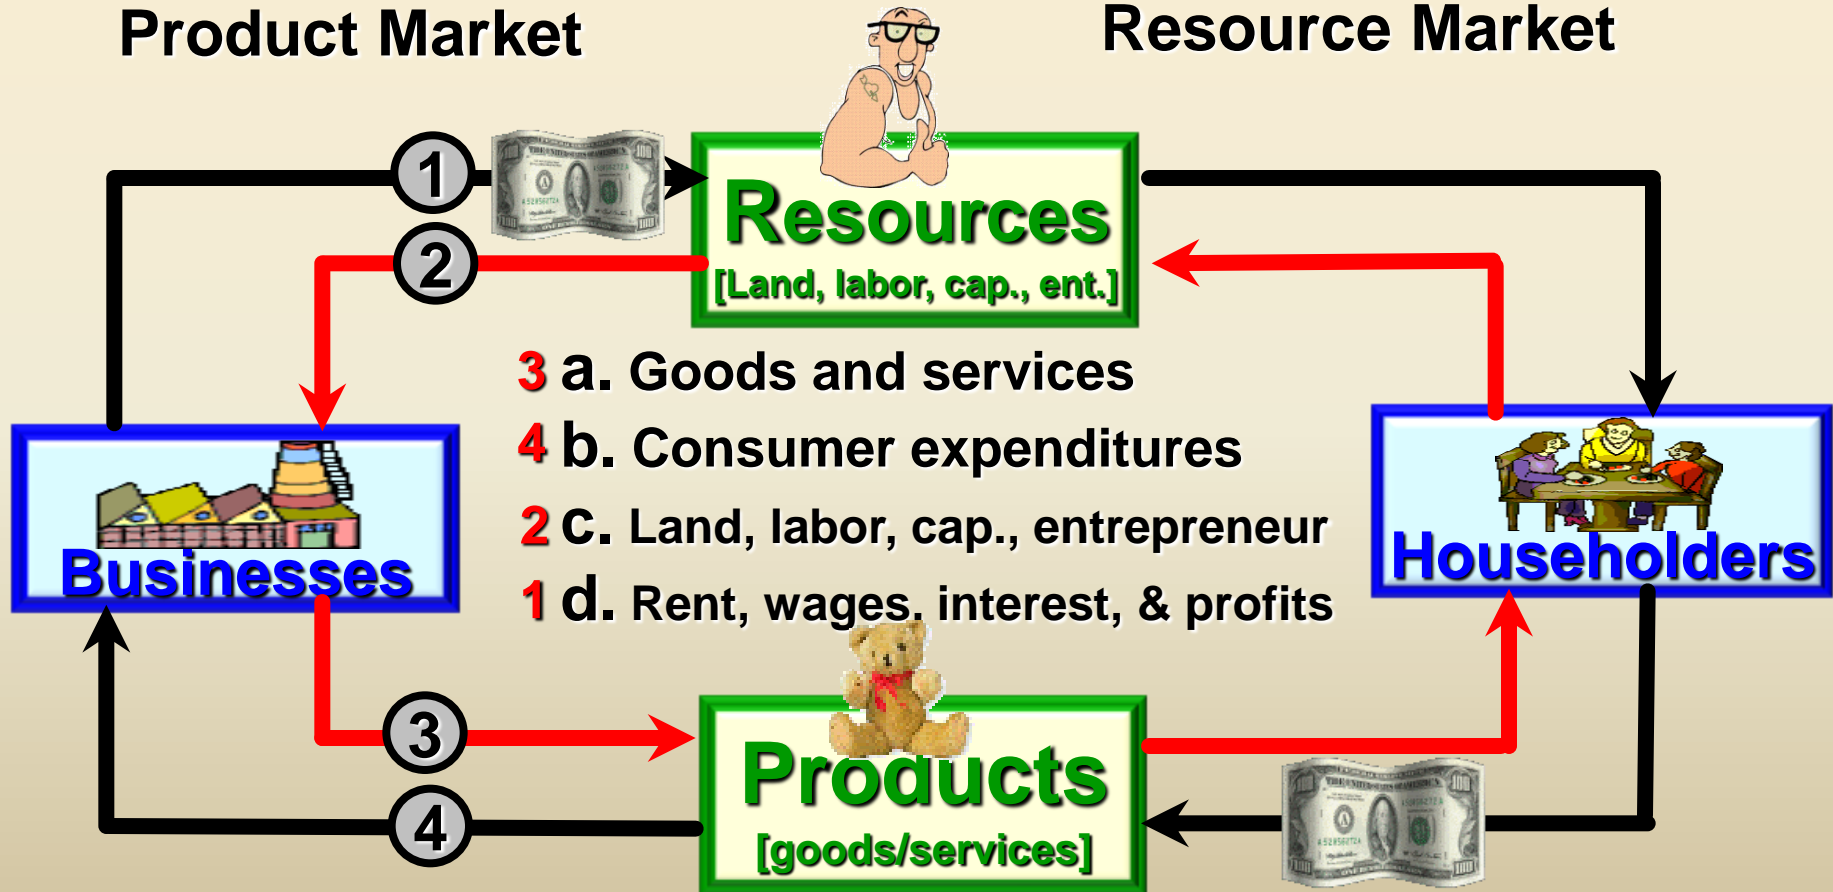 Product Market
Resource Market
1
2
Resources
[Land, labor, cap., ent.]
3 a. Goods and services
4 b. Consumer expenditures
2 c. Land, labor, cap., entrepreneur
1 d. Rent, wages. interest, & profits
Businesses
Householders
3
4
Products
[goods/services]